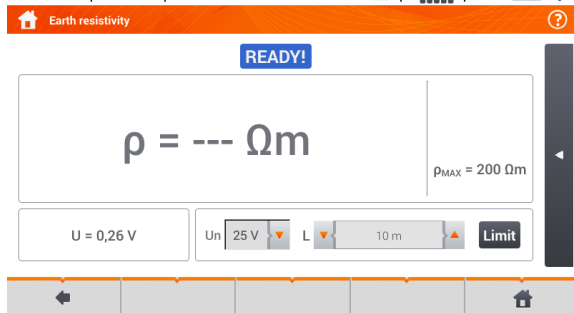 Earth resistivity
?
READY!
ρ = --- Ωm
ρMAX = 200 Ωm
U = 0,26 V
Un 25 V L 10 m Limit